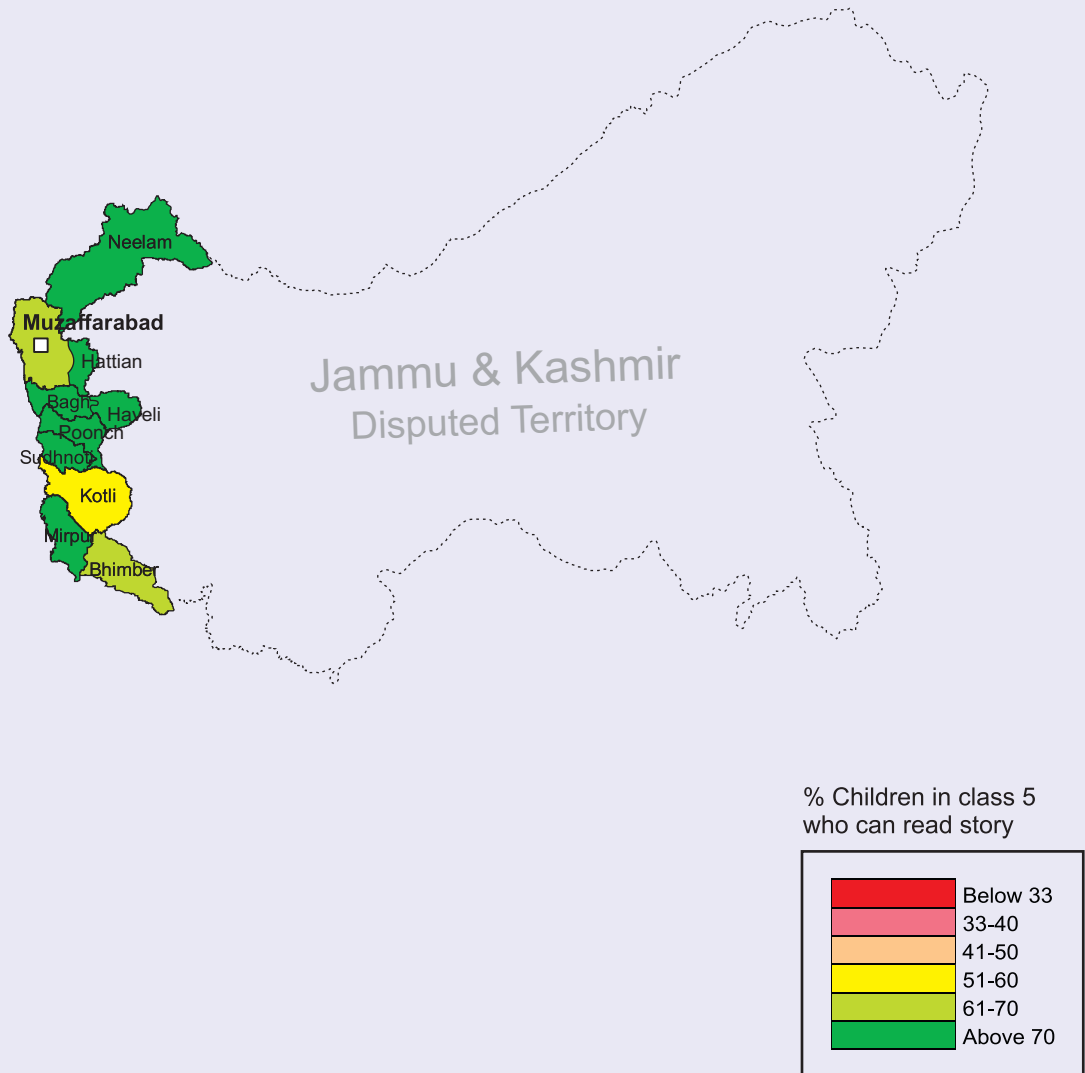 Neelam
Muzaffarabad
Hattian
Bagh
Haveli
Poonch
Sudhnoti
Kotli
Mirpur
Bhimber
Jammu & Kashmir
Disputed Territory
% Children in class 5
who can read story
Below 33
33-40
41-50
51-60
61-70
Above 70